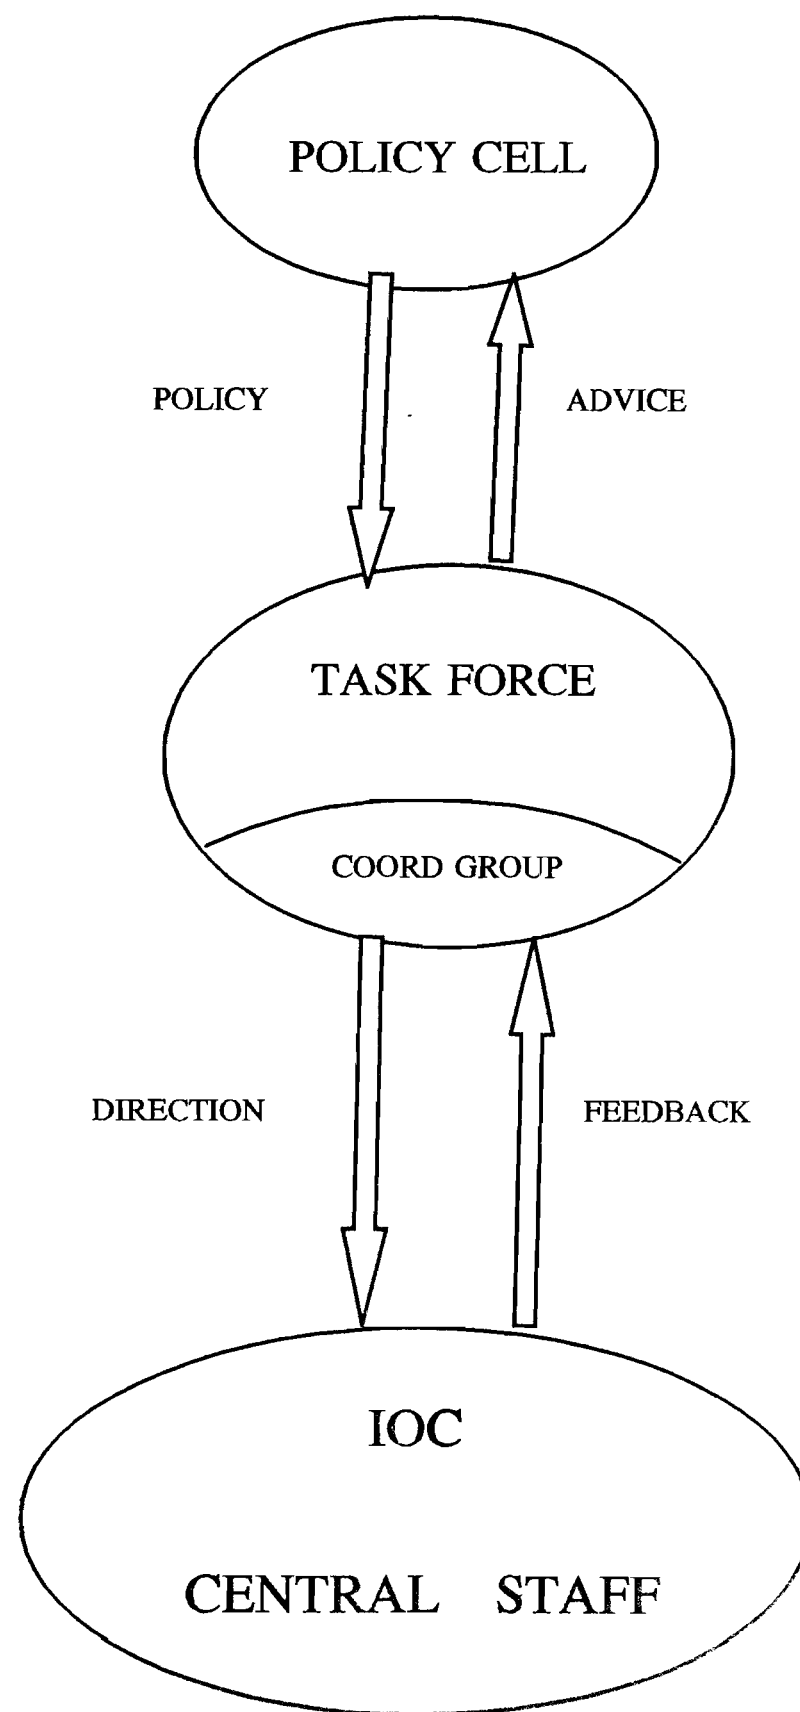 POLICY CELL
POLICY
ADVICE
TASK FORCE
COORD GROUP
DIRECTION
FEEDBACK
IOC
CENTRAL STAFF